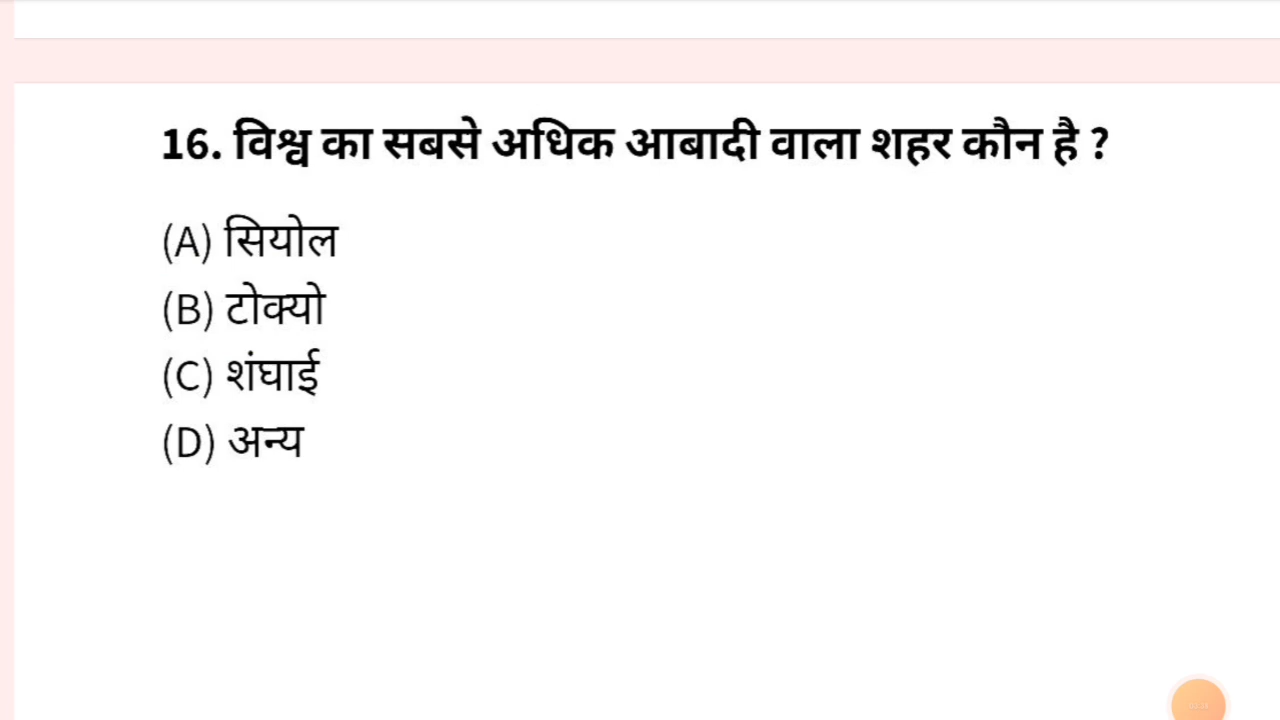 16. विश्व का सबसे अधिक आबादी वाला शहर कौन है ?
(A) सियोल
(B) टोक्यो
(C) शंघाई
(D) अन्य